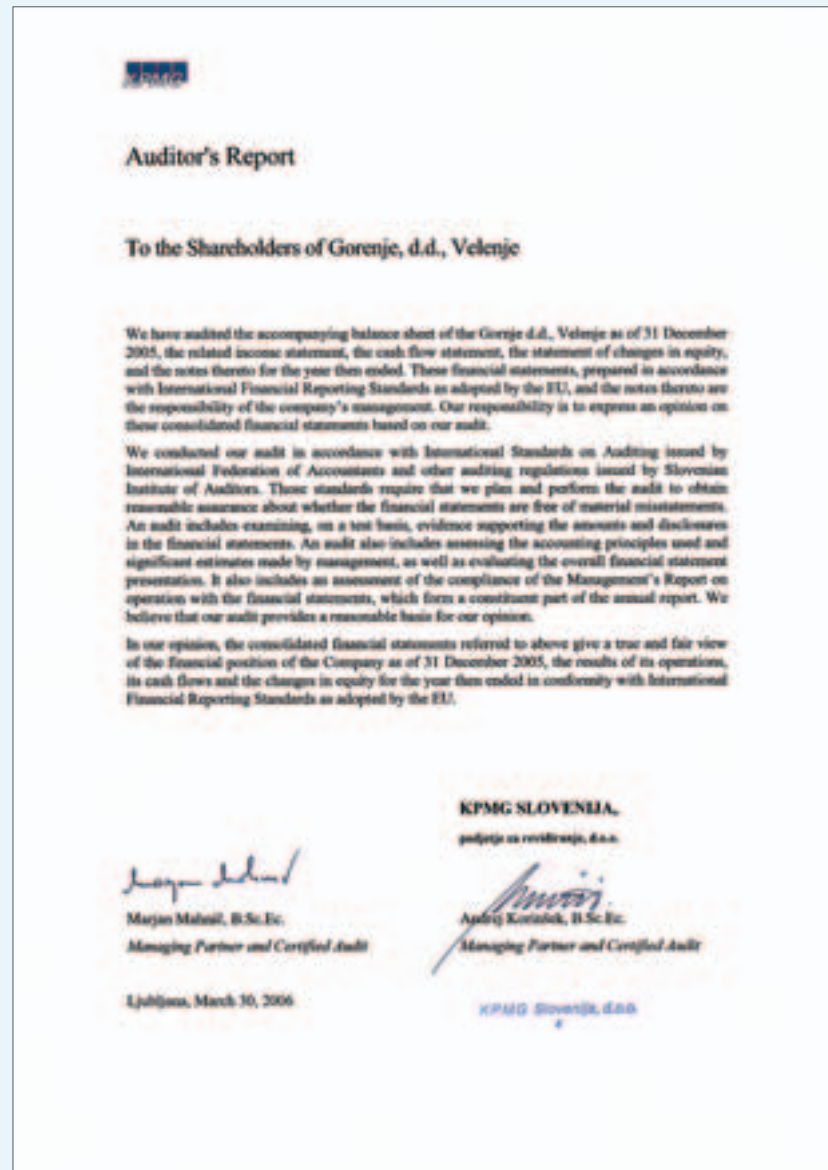 KPMG
Auditor's Report
To the Shareholders of Gorenje, d.d., Velenje
We have audited the accompanying balance sheet of the Gornje d.d., Velenje as of 31 December
2005, the related income statement, the cash flow statement, the statement of changes in equity,
and the notes thereto for the year then ended. These financial statements, prepared in accordance
with International Financial Reporting Standards as adopted by the EU, and the notes thereto are
the responsibility of the company's management. Our responsibility is to express an opinion on
these consolidated financial statements based on our audit.
We conducted our audit in accordance with International Standards on Auditing issued by
International Federation of Accountants and other auditing regulations issued by Slovenian
Institute of Auditors. Those standards require that we plan and perform the audit to obtain
reasonable assurance about whether the financial statements are free of material misstatements.
An audit includes examining, on a test basis, evidence supporting the amounts and disclosures
in the financial statements. An audit also includes assessing the accounting principles used and
significant estimates made by management, as well as evaluating the overall financial statement
presentation. It also includes an assessment of the compliance of the Management's Report on
operation with the financial statements, which form a constituent part of the annual report. We
believe that our audit provides a reasonable basis for our opinion.
In our opinion, the consolidated financial statements referred to above give a true and fair view
of the financial position of the Company as of 31 December 2005, the results of its operations,
its cash flows and the changes in equity for the year then ended in conformity with International
Financial Reporting Standards as adopted by the EU.
KPMG SLOVENIJA,
podjetje za revidiranje, d.o.o.
Marjan Mahnič, B.Sc.Ec.
Andrej Korinšek, B.Sc.Ec.
Managing Partner and Certified Audit
Managing Partner and Certified Audit
Ljubljana, March 30, 2006
KPMG Slovenija, d.o.o.